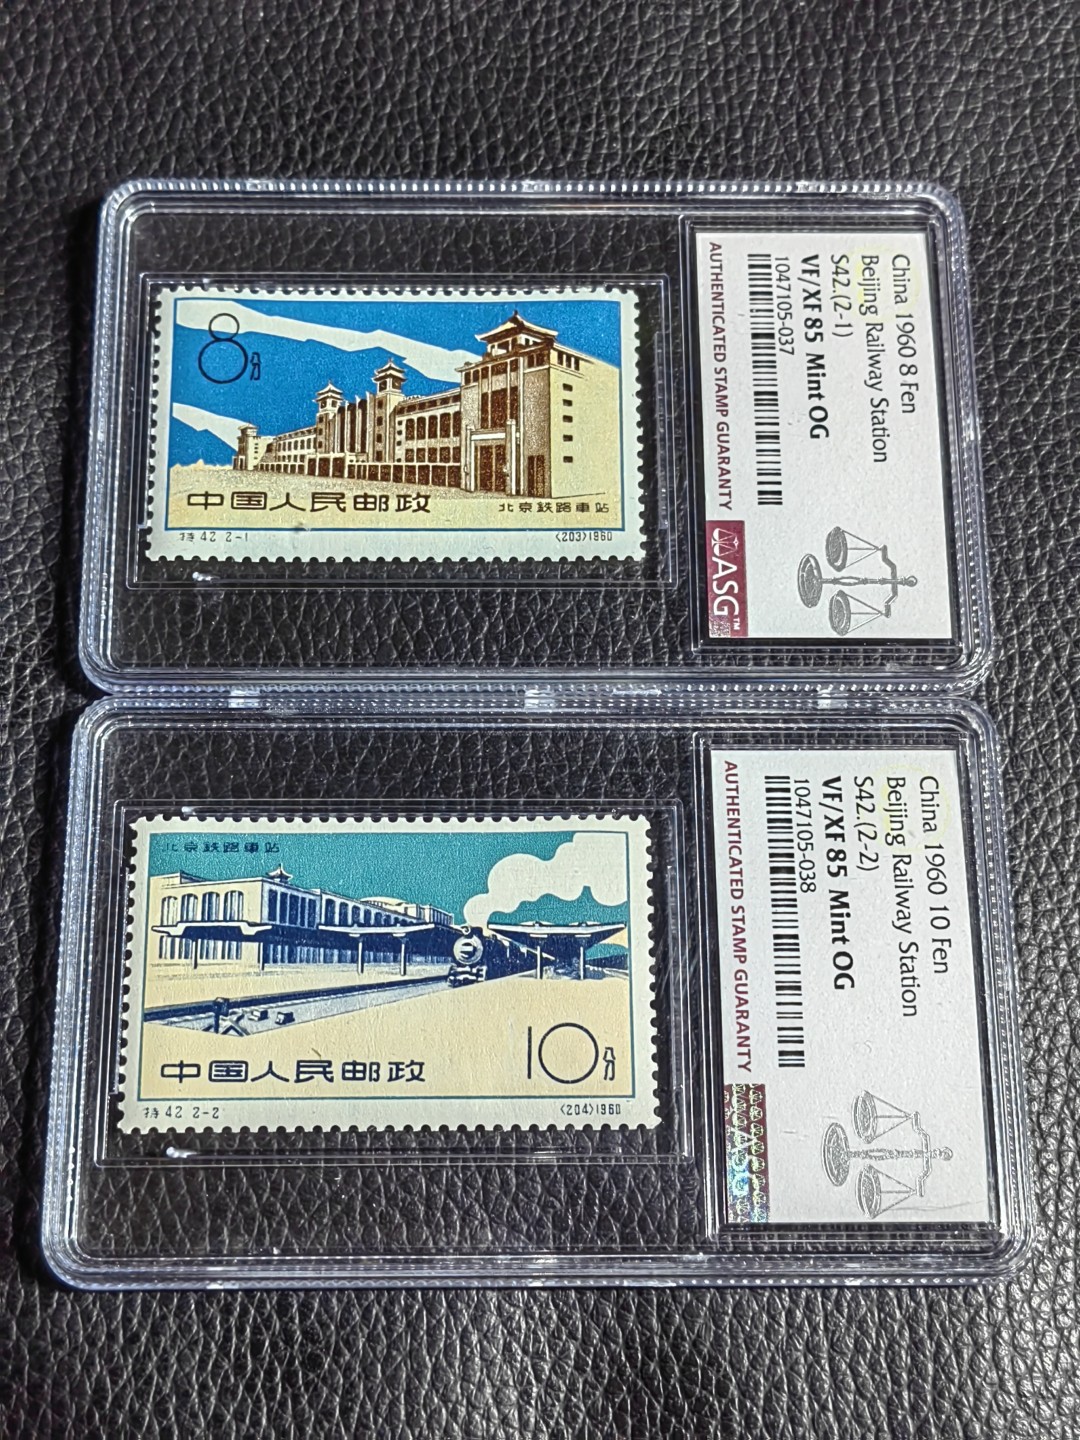 8分
中国人民邮政
北京鉄路車站
特42 2-1
(203)1960
China 1960 8 Fen
Beijing Railway Station
S42.(2-1)
VF/XF 85 Mint OG
1047105-037
AUTHENTICATED STAMP GUARANTY
ASG™
北京鉄路車站
10分
中国人民邮政
特42 2-2
(204)1960
China 1960 10 Fen
Beijing Railway Station
S42.(2-2)
VF/XF 85 Mint OG
1047105-038
AUTHENTICATED STAMP GUARANTY